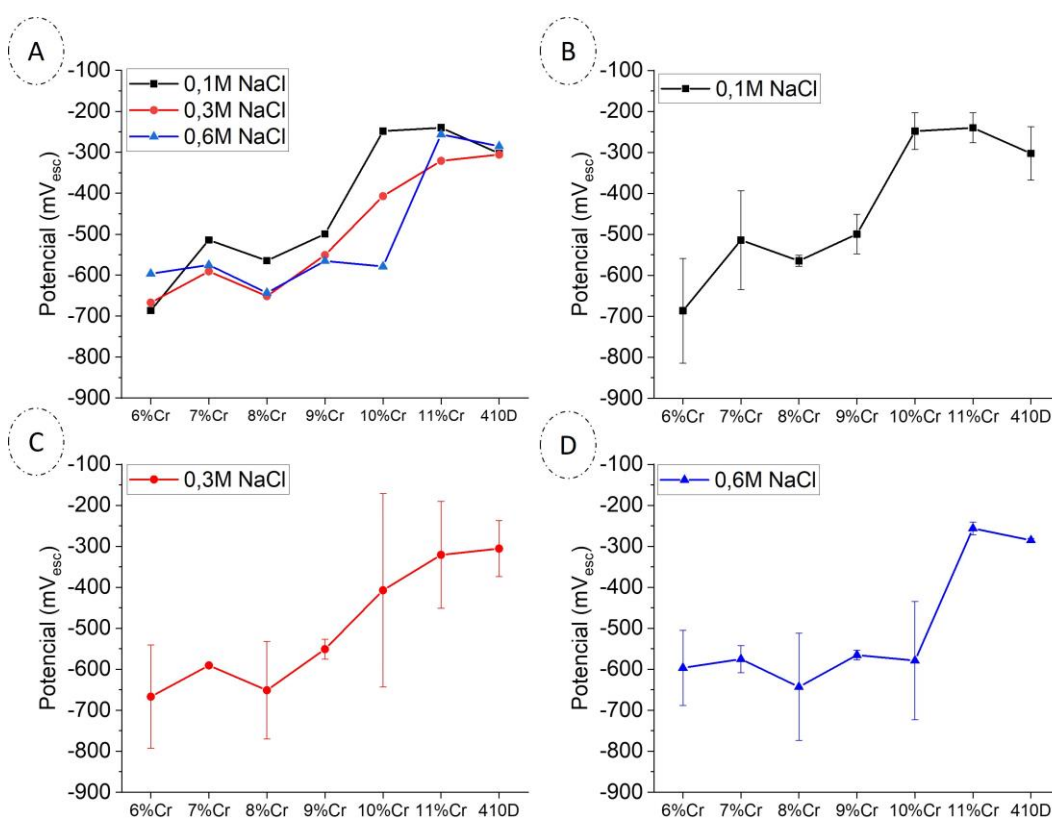 A
0,1M NaCl
0,3M NaCl
0,6M NaCl
Potencial (mVesc)
-100
-200
-300
-400
-500
-600
-700
-800
-900
6%Cr 7%Cr 8%Cr 9%Cr 10%Cr 11%Cr 410D
B
0,1M NaCl
Potencial (mVesc)
-100
-200
-300
-400
-500
-600
-700
-800
-900
6%Cr 7%Cr 8%Cr 9%Cr 10%Cr 11%Cr 410D
C
0,3M NaCl
Potencial (mVesc)
-100
-200
-300
-400
-500
-600
-700
-800
-900
6%Cr 7%Cr 8%Cr 9%Cr 10%Cr 11%Cr 410D
D
0,6M NaCl
Potencial (mVesc)
-100
-200
-300
-400
-500
-600
-700
-800
-900
6%Cr 7%Cr 8%Cr 9%Cr 10%Cr 11%Cr 410D